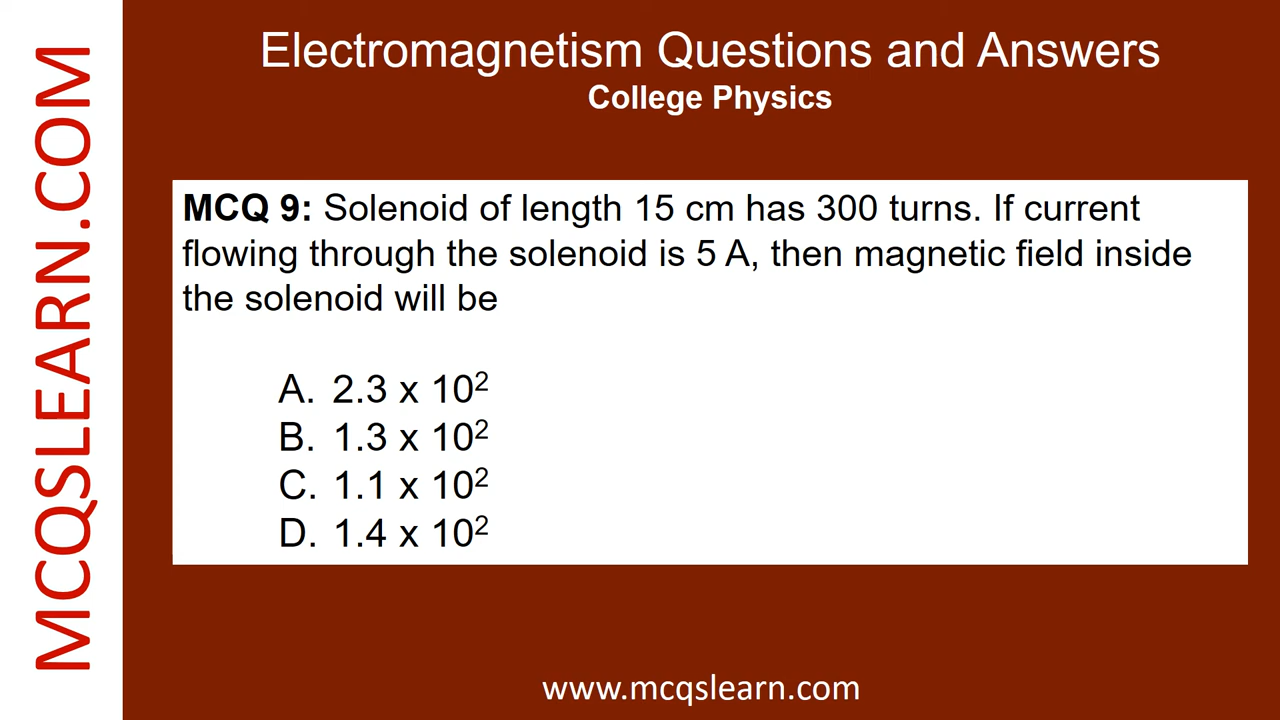 MCQSLEARN.COM
Electromagnetism Questions and Answers
College Physics
MCQ 9: Solenoid of length 15 cm has 300 turns. If current
flowing through the solenoid is 5 A, then magnetic field inside
the solenoid will be
A. 2.3 x 10²
B. 1.3 x 10²
C. 1.1 x 10²
D. 1.4 x 10²
www.mcqslearn.com